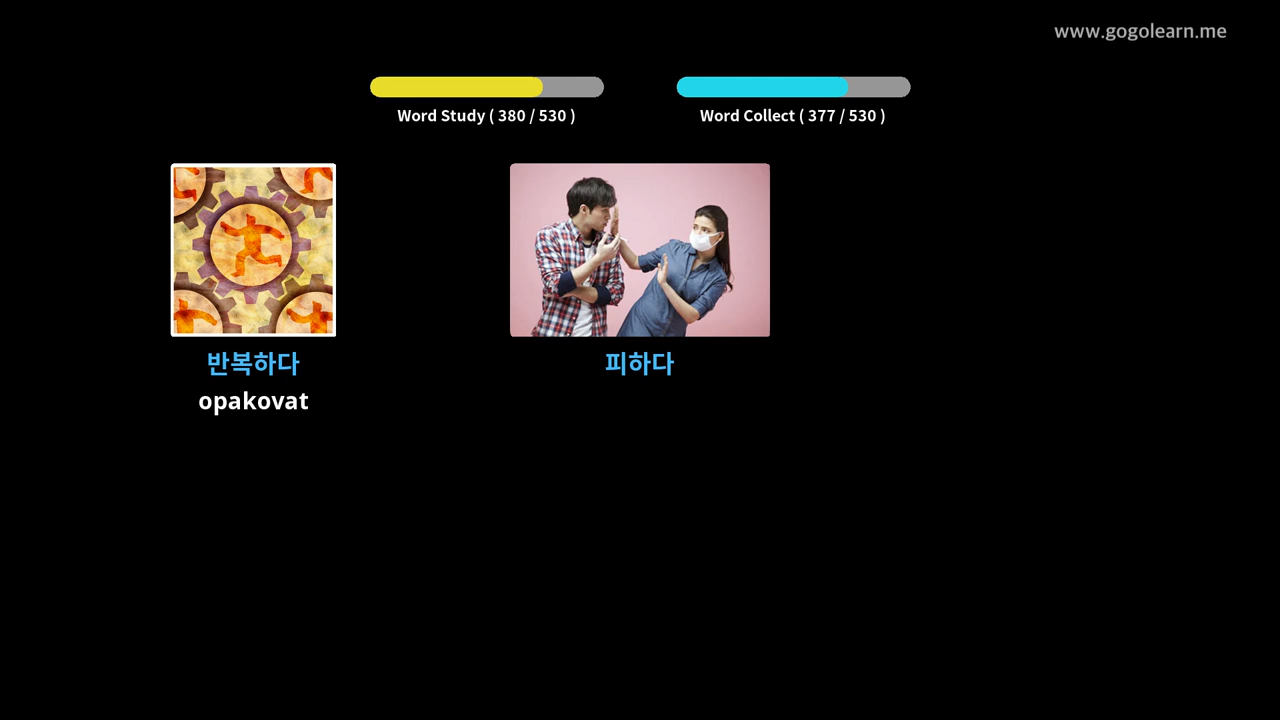 www.gogolearn.me
Word Study ( 380 / 530 )
Word Collect ( 377 / 530 )
반복하다
opakovat
피하다